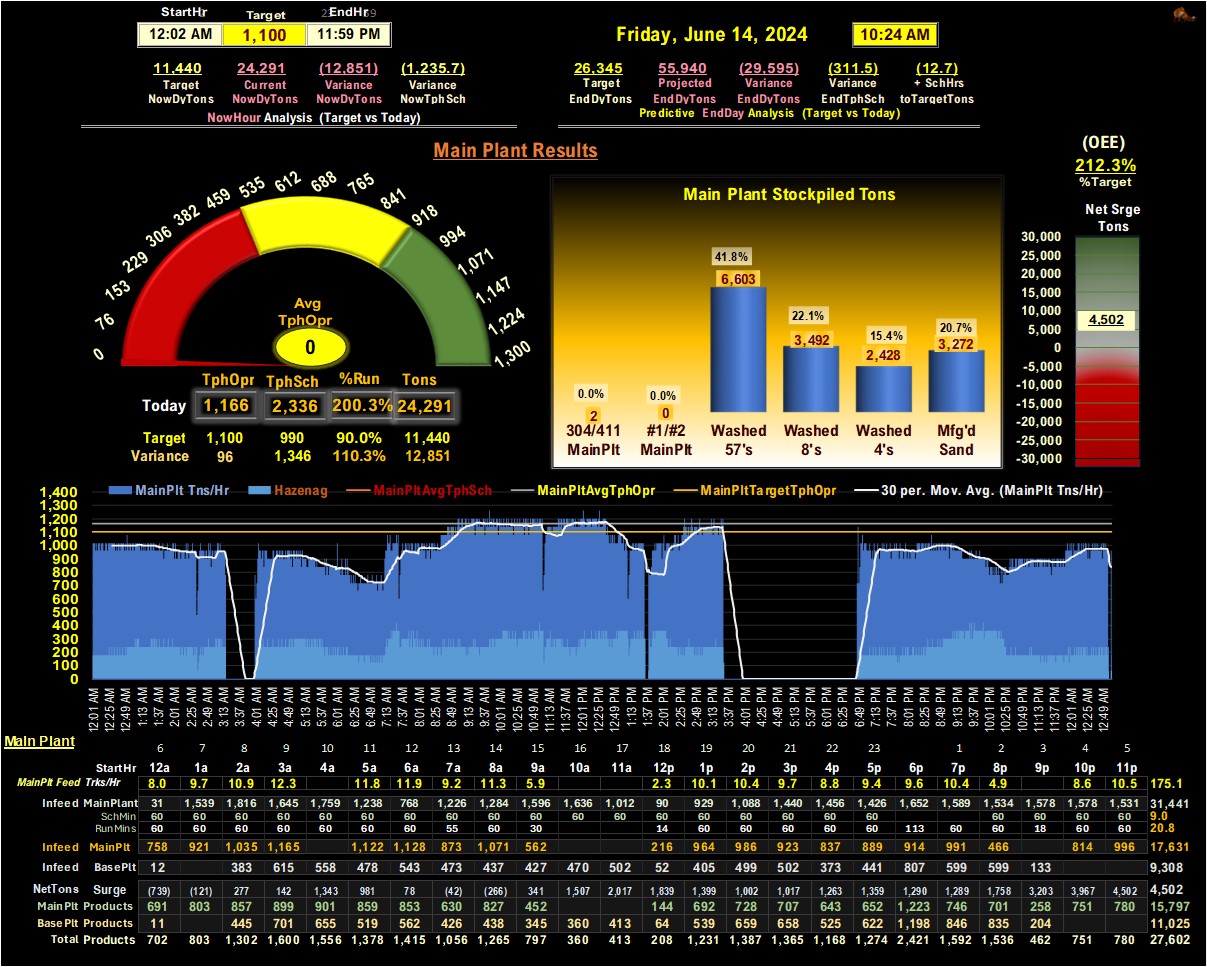 StartHr Target EndHr
12:02 AM 1,100 11:59 PM
Friday, June 14, 2024 10:24 AM
11,440 24,291 (12,851) (1,235.7)
Target Current Variance Variance
NowDyTons NowDyTons NowDyTons NowTphSch
NowHour Analysis (Target vs Today)
26,345 55,940 (29,595) (311.5) (12.7)
Target Projected Variance Variance + SchHrs
EndDyTons EndDyTons EndDyTons EndTphSch toTargetTons
Predictive EndDay Analysis (Target vs Today)
Main Plant Results
(OEE)
212.3%
%Target
Net Srge
Tons
30,000
25,000
20,000
15,000
10,000
5,000
0
-5,000
-10,000
-15,000
-20,000
-25,000
-30,000
4,502
0 76 153 229 306 382 459 535 612 688 765 841 918 994 1,071 1,147 1,224 1,300
Avg
TphOpr
0
TphOpr TphSch %Run Tons
Today 1,166 2,336 200.3% 24,291
Target 1,100 990 90.0% 11,440
Variance 96 1,346 110.3% 12,851
Main Plant Stockpiled Tons
0.0% 0.0% 41.8% 22.1% 15.4% 20.7%
2 0 6,603 3,492 2,428 3,272
304/411 #1/#2 Washed Washed Washed Mfg'd
MainPlt MainPlt 57's 8's 4's Sand
MainPlt Tns/Hr Hazenag MainPltAvgTphSch MainPltAvgTphOpr MainPltTargetTphOpr 30 per. Mov. Avg. (MainPlt Tns/Hr)
1,400
1,300
1,200
1,100
1,000
900
800
700
600
500
400
300
200
100
0
12:01 AM 12:25 AM 12:49 AM 1:13 AM 1:37 AM 2:01 AM 2:25 AM 2:49 AM 3:13 AM 3:37 AM 4:01 AM 4:25 AM 4:49 AM 5:13 AM 5:37 AM 6:01 AM 6:25 AM 6:49 AM 7:13 AM 7:37 AM 8:01 AM 8:25 AM 8:49 AM 9:13 AM 9:37 AM 10:01 AM 10:25 AM 10:49 AM 11:13 AM 11:37 AM 12:01 PM 12:25 PM 12:49 PM 1:13 PM 1:37 PM 2:01 PM 2:25 PM 2:49 PM 3:13 PM 3:37 PM 4:01 PM 4:25 PM 4:49 PM 5:13 PM 5:37 PM 6:01 PM 6:25 PM 6:49 PM 7:13 PM 7:37 PM 8:01 PM 8:25 PM 8:49 PM 9:13 PM 9:37 PM 10:01 PM 10:25 PM 10:49 PM 11:13 PM 11:37 PM 12:01 AM 12:25 AM 12:49 AM
Main Plant
6 7 8 9 10 11 12 13 14 15 16 17 18 19 20 21 22 23 1 2 3 4 5
StartHr 12a 1a 2a 3a 4a 5a 6a 7a 8a 9a 10a 11a 12p 1p 2p 3p 4p 5p 6p 7p 8p 9p 10p 11p
MainPlt Feed Trks/Hr 8.0 9.7 10.9 12.3 11.8 11.9 9.2 11.3 5.9 2.3 10.1 10.4 9.7 8.8 9.4 9.6 10.4 4.9 8.6 10.5 175.1
Infeed MainPlant 31 1,539 1,816 1,645 1,759 1,238 768 1,226 1,284 1,596 1,636 1,012 90 929 1,088 1,440 1,456 1,426 1,652 1,589 1,534 1,578 1,578 1,531 31,441
SchMin 60 60 60 60 60 60 60 60 60 60 60 60 60 60 60 60 60 60 60 60 60 60 9.0
RunMins 60 60 60 60 60 60 55 60 30 14 60 60 60 60 60 113 60 60 18 60 60 20.8
Infeed MainPlt 758 921 1,035 1,165 1,122 1,128 873 1,071 562 216 964 986 923 837 889 914 991 466 814 996 17,631
Infeed BasePlt 12 383 615 558 478 543 473 437 427 470 502 52 405 499 502 373 441 807 599 599 133 9,308
NetTons Surge (739) (121) 277 142 1,343 981 78 (42) (266) 341 1,507 2,017 1,839 1,399 1,002 1,017 1,263 1,359 1,290 1,289 1,758 3,203 3,967 4,502 4,502
MainPlt Products 691 803 857 899 901 859 853 630 827 452 144 692 728 707 643 652 1,223 746 701 258 751 780 15,797
BasePlt Products 11 445 701 655 519 562 426 438 345 360 413 64 539 659 658 525 622 1,198 846 835 204 11,025
Total Products 702 803 1,302 1,600 1,556 1,378 1,415 1,056 1,265 797 360 413 208 1,231 1,387 1,365 1,168 1,274 2,421 1,592 1,536 462 751 780 27,602